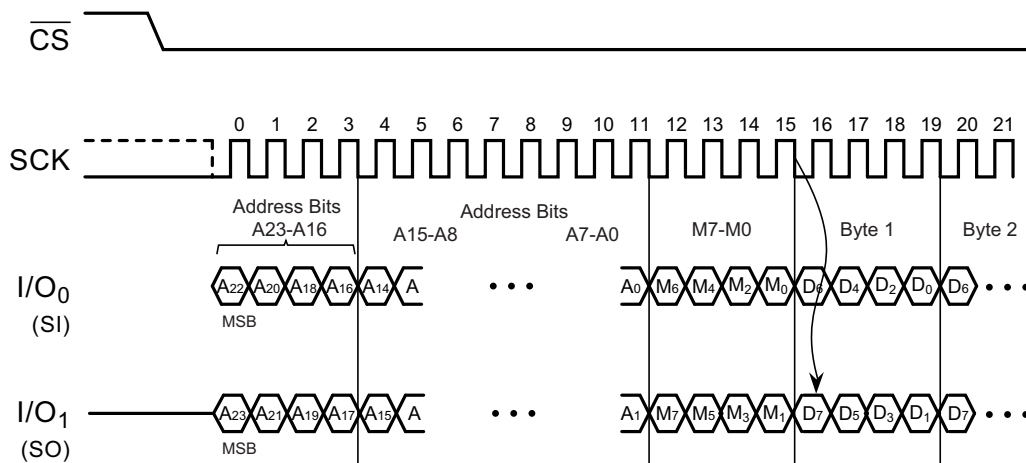 CS
0 1 2 3 4 5 6 7 8 9 10 11 12 13 14 15 16 17 18 19 20 21
SCK
Address Bits
A23-A16
Address Bits
A15-A8
A7-A0
M7-M0
Byte 1
Byte 2
I/O0
(SI)
A22 A20 A18 A16 A14 A • • • A0 M6 M4 M2 M0 D6 D4 D2 D0 D6 • • •
MSB
I/O1
(SO)
A23 A21 A19 A17 A15 A • • • A1 M7 M5 M3 M1 D7 D5 D3 D1 D7 • • •
MSB